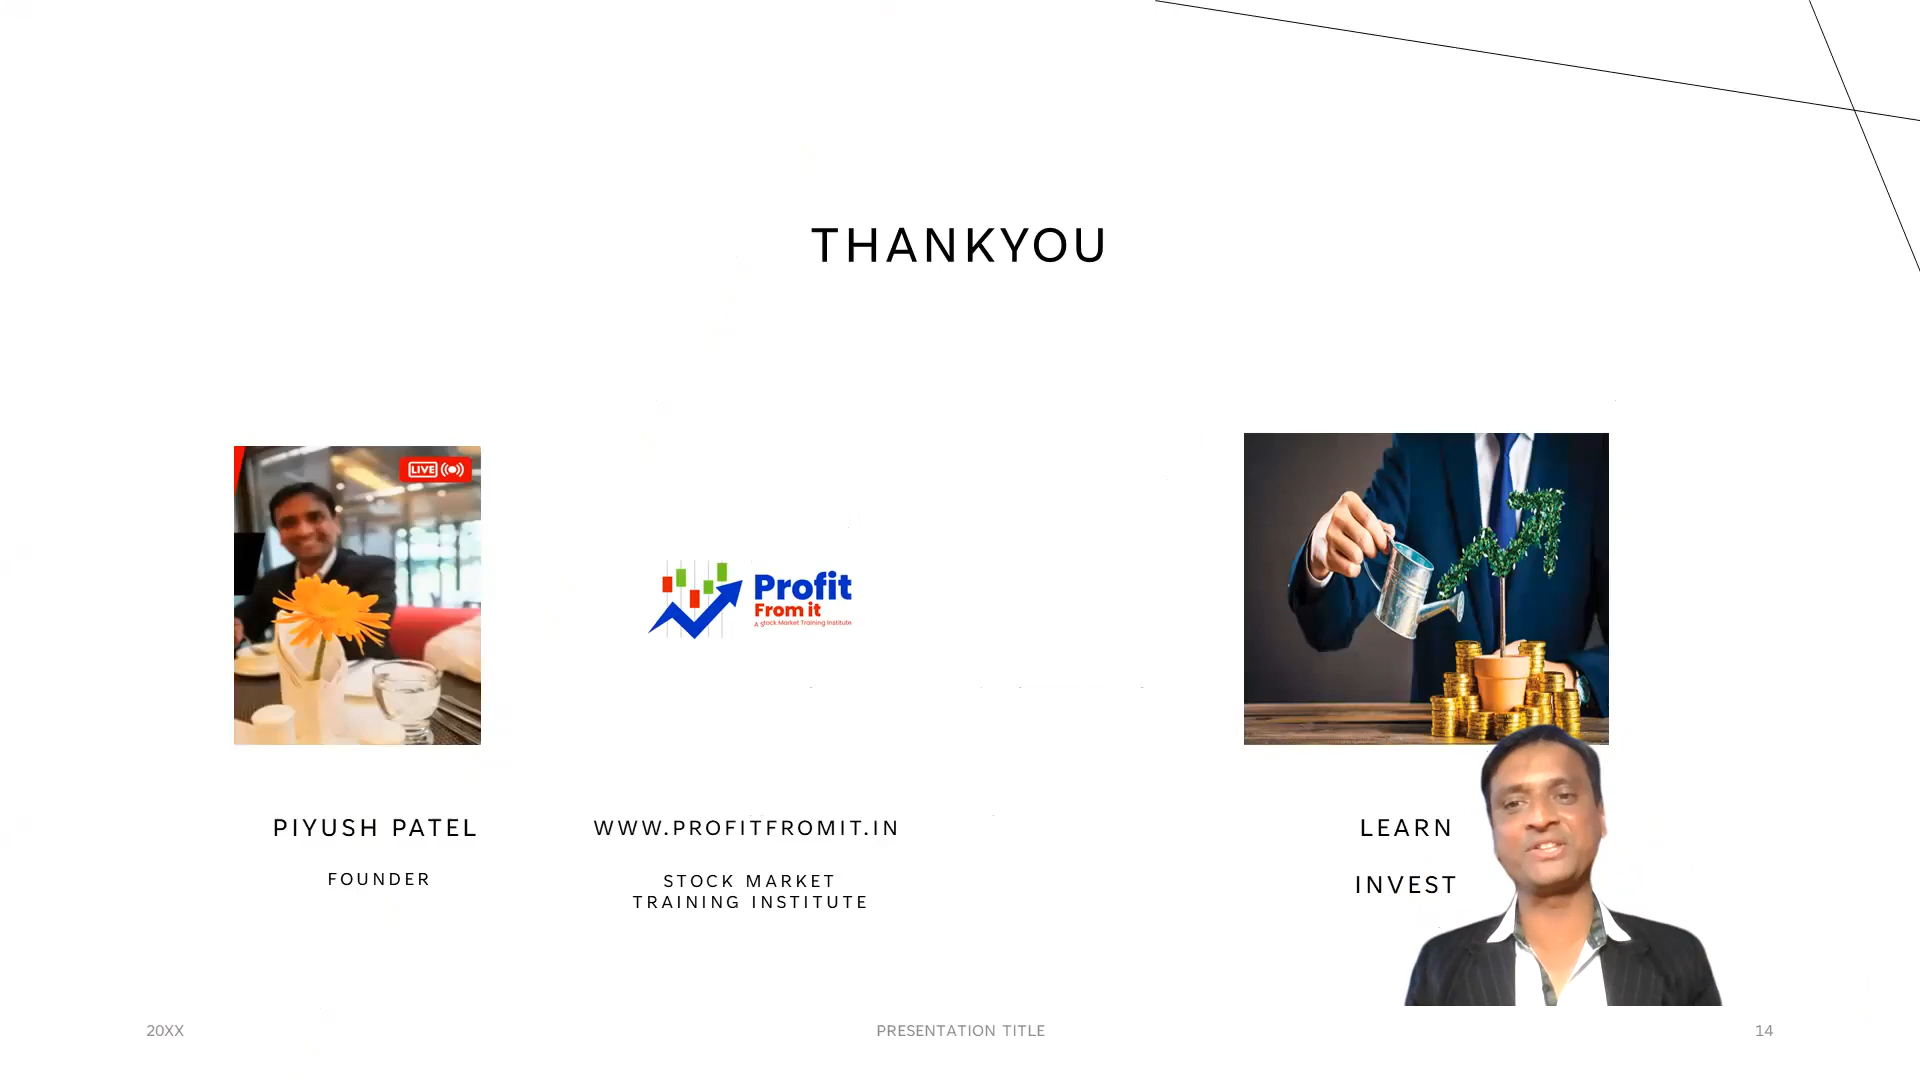 THANKYOU
LIVE
Profit
From it
A Stock Market Training Institute
PIYUSH PATEL
FOUNDER
WWW.PROFITFROMIT.IN
STOCK MARKET
TRAINING INSTITUTE
LEARN
INVEST
20XX
PRESENTATION TITLE
14